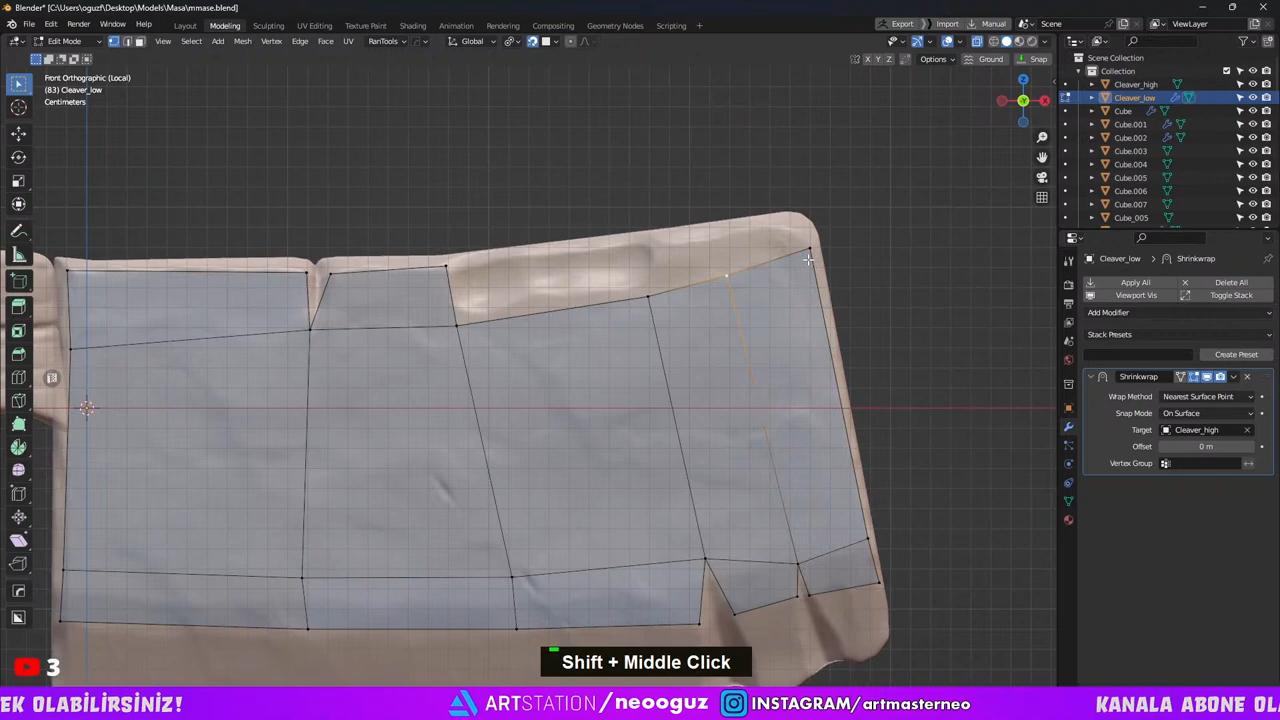 Blender* [C:\Users\oguzt\Desktop\Models\Masa\mmase.blend]
File Edit Render Window Help Layout Modeling Sculpting UV Editing Texture Paint Shading Animation Rendering Compositing Geometry Nodes Scripting + Export Import Manual Scene ViewLayer
Edit Mode View Select Add Mesh Vertex Edge Face UV RanTools Global
X Y Z Options Ground Snap
Front Orthographic (Local)
(83) Cleaver_low
Centimeters
Scene Collection
Collection
Cleaver_high
Cleaver_low
Cube
Cube.001
Cube.002
Cube.003
Cube.004
Cube.005
Cube.006
Cube.007
Cube_005
Cleaver_low > Shrinkwrap
Apply All Delete All
Viewport Vis Toggle Stack
Add Modifier
Stack Presets
Create Preset
Shrinkwrap
Wrap Method Nearest Surface Point
Snap Mode On Surface
Target Cleaver_high
Offset 0 m
Vertex Group
Shift + Middle Click
3
EK OLABİLİRSİNİZ! ARTSTATION/neooguz INSTAGRAM/artmasterneo KANALA ABONE OL